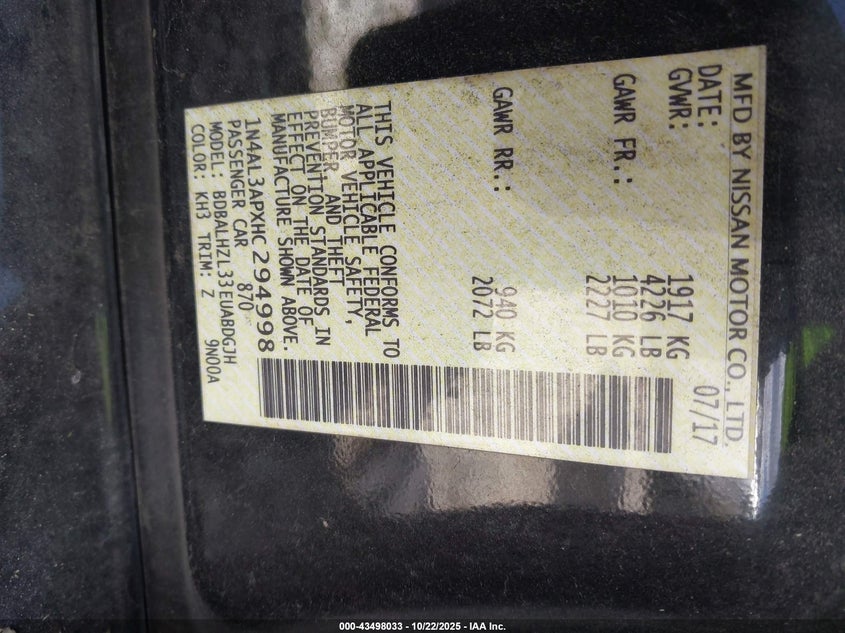 MFD BY NISSAN MOTOR CO., LTD.
DATE: 07/17
GVWR: 1917 KG
4226 LB
GAWR FR.: 1010 KG
2227 LB
GAWR RR.: 940 KG
2072 LB
THIS VEHICLE CONFORMS TO
ALL APPLICABLE FEDERAL
MOTOR VEHICLE SAFETY,
BUMPER, AND THEFT
PREVENTION STANDARDS IN
EFFECT ON THE DATE OF
MANUFACTURE SHOWN ABOVE.
1N4AL3APXHC294998
PASSENGER CAR 870
MODEL: BDBALHZL33EUABDGJH
COLOR: KH3 TRIM: Z 9N00A
000-43498033 - 10/22/2025 - IAA Inc.